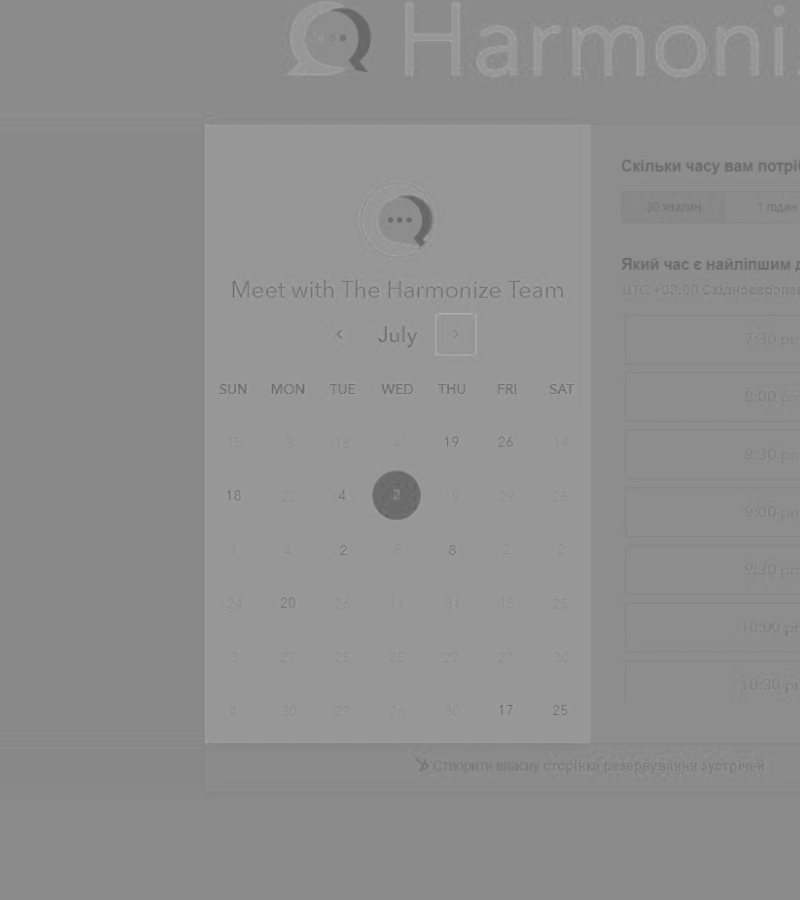 Harmoni
Meet with The Harmonize Team
July
SUN MON TUE WED THU FRI SAT
15 3 18 4 19 26 14
18 22 4 2 19 29 25
1 4 2 8 8 2 2
24 20 26 11 31 15 25
3 27 25 25 27 27 30
4 30 27 26 30 17 25
Скільки часу вам потрі
30 хвилин 1 годин
Який час є найліпшим д
UTC +02:00 Східноєвропе
7:30 pm
8:00 pm
8:30 pm
9:00 pm
9:30 pm
10:00 pm
10:30 pm
Створити власну сторінка резервування зустрічей